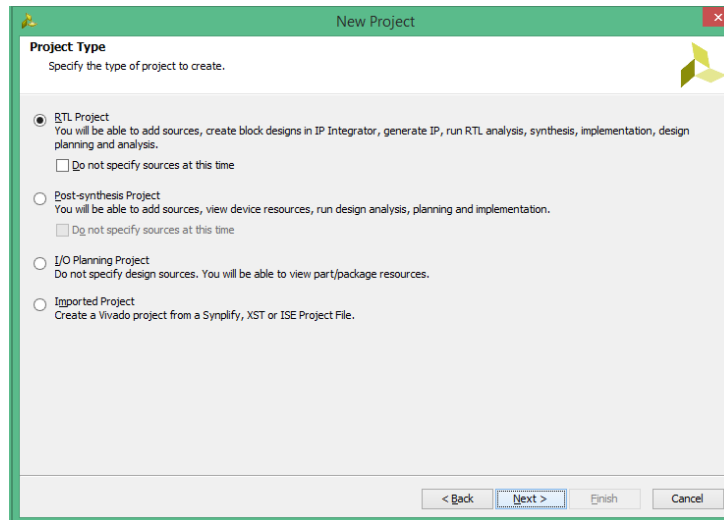 New Project
Project Type
Specify the type of project to create.
RTL Project
You will be able to add sources, create block designs in IP Integrator, generate IP, run RTL analysis, synthesis, implementation, design
planning and analysis.
Do not specify sources at this time
Post-synthesis Project
You will be able to add sources, view device resources, run design analysis, planning and implementation.
Do not specify sources at this time
I/O Planning Project
Do not specify design sources. You will be able to view part/package resources.
Imported Project
Create a Vivado project from a Synplify, XST or ISE Project File.
< Back Next > Finish Cancel